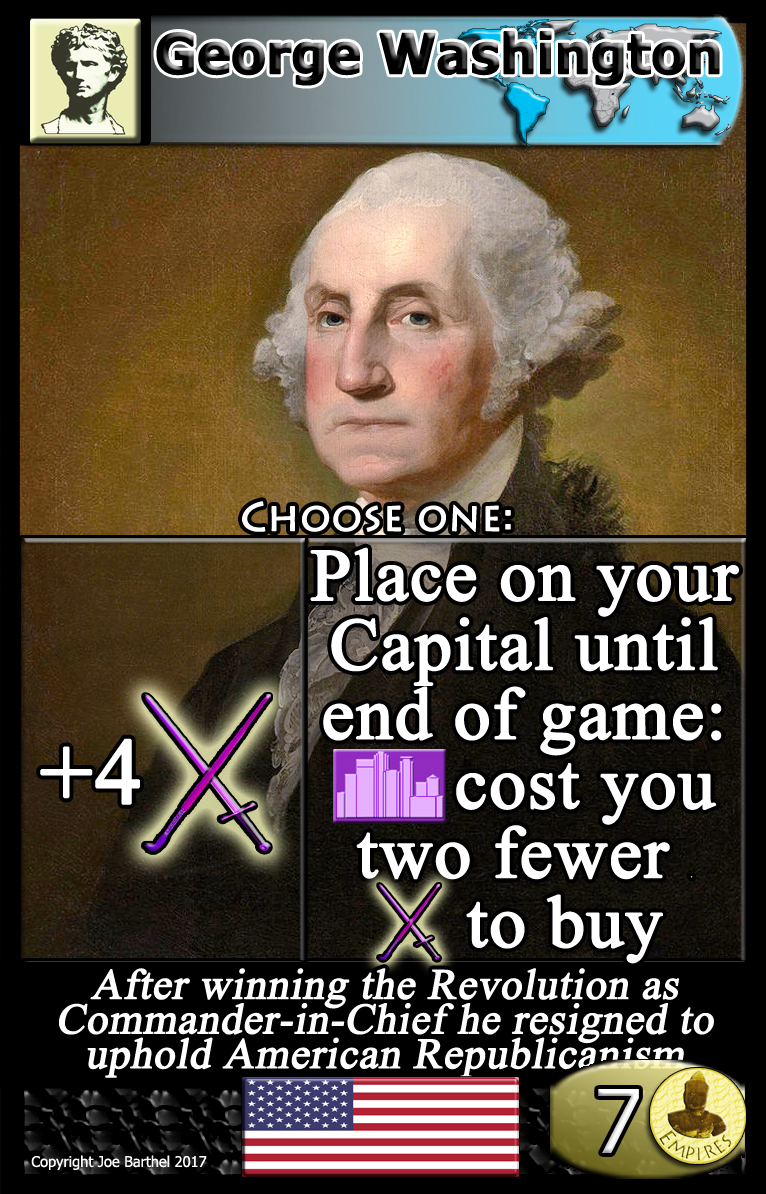 George Washington
CHOOSE ONE:
+4
Place on your
Capital until
end of game:
cost you
two fewer
to buy
After winning the Revolution as
Commander-in-Chief he resigned to
uphold American Republicanism
7
EMPIRES
Copyright Joe Barthel 2017